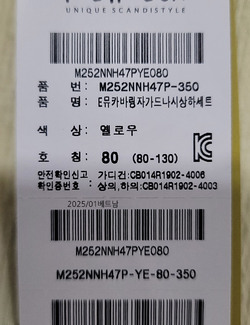 UNIQUE SCANDISTYLE
M252NNH47PYE080
품 번: M252NNH47P-350
품 명: E뮤카바링자가드나시상하세트
색 상: 옐로우
호 칭: 80 (80-130)
안전확인신고 가디건:CB014R1902-4006
확인증번호 : 상의,하의:CB014R1902-4003
2025/01베트남
M252NNH47PYE080
M252NNH47P-YE-80-350